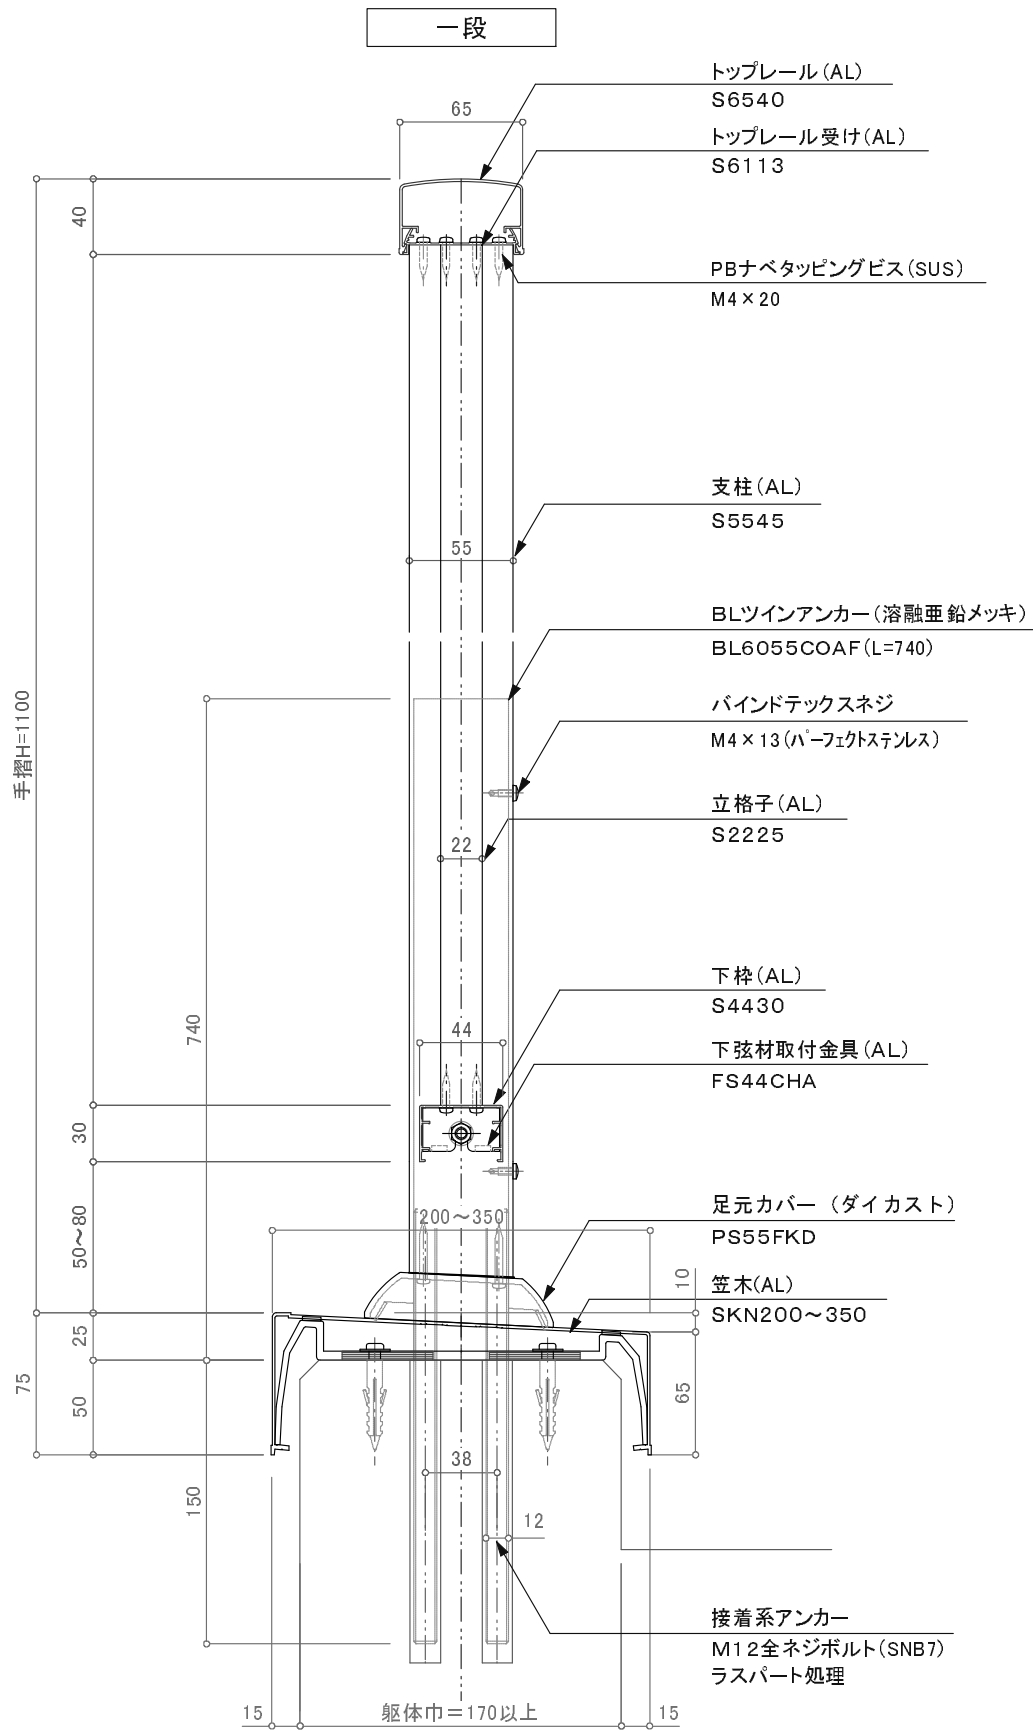 一段
トップレール(AL)
S6540
65
トップレール受け(AL)
S6113
40
PBナベタッピングビス(SUS)
M4×20
支柱(AL)
S5545
55
BLツインアンカー(溶融亜鉛メッキ)
BL6055COAF(L=740)
バインドテックスネジ
M4×13(パーフェクトステンレス)
手摺H=1100
立格子(AL)
S2225
22
下枠(AL)
S4430
740
44
下弦材取付金具(AL)
FS44CHA
30
足元カバー (ダイカスト)
PS55FKD
200～350
50～80
10
笠木(AL)
SKN200～350
25
75
50
65
38
150
12
接着系アンカー
M12全ネジボルト(SNB7)
ラスパート処理
15
躯体巾＝170以上
15